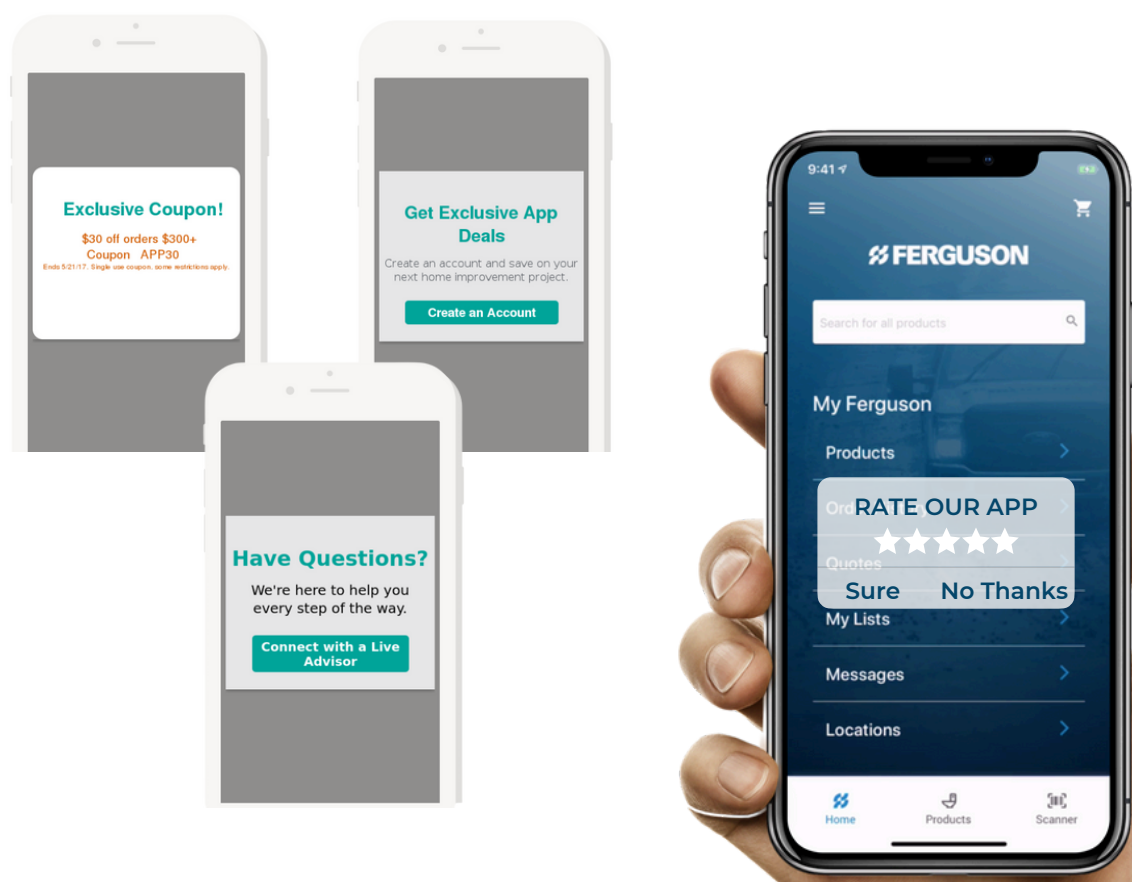 Exclusive Coupon!
$30 off orders $300+
Coupon APP30
Ends 5/21-17. Single use coupon. some restrictions apply.
Get Exclusive App
Deals
Create an account and save on your
next home improvement project.
Create an Account
Have Questions?
We're here to help you
every step of the way.
Connect with a Live
Advisor
9:41
FERGUSON
Search for all products
My Ferguson
Products
RATE OUR APP
Quotes
Sure No Thanks
My Lists
Messages
Locations
Home Products Scanner